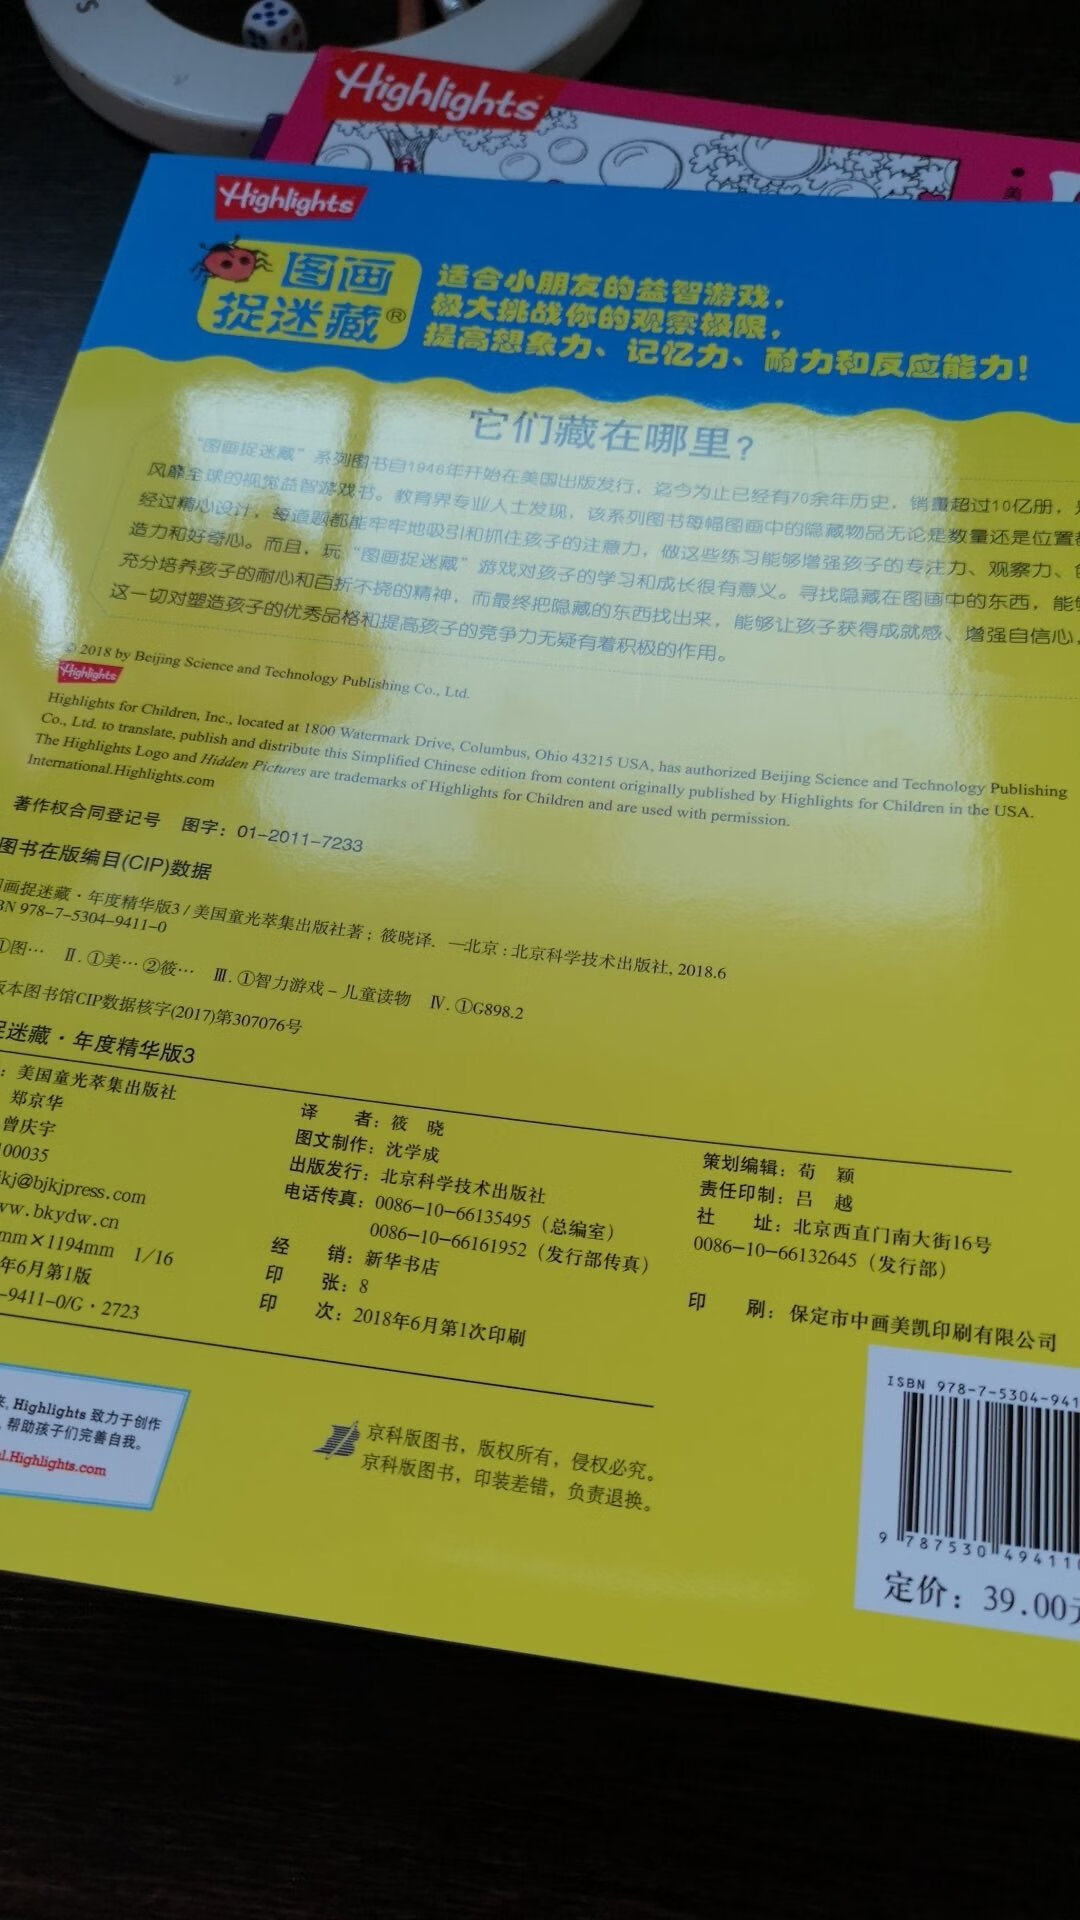 Highlights
美
Highlights
图画
捉迷藏®
适合小朋友的益智游戏，
极大挑战你的观察极限，
提高想象力、记忆力、耐力和反应能力！
它们藏在哪里？
“图画捉迷藏”系列图书自1946年开始在美国出版发行，迄今为止已经有70余年历史，销量超过10亿册，
风靡全球的视觉益智游戏书。教育界专业人士发现，该系列图书每幅图画中的隐藏物品无论是数量还是位置
经过精心设计，每道题都能牢牢地吸引和抓住孩子的注意力，做这些练习能够增强孩子的专注力、观察力、
造力和好奇心。而且，玩“图画捉迷藏”游戏对孩子的学习和成长很有意义。寻找隐藏在图画中的东西，能
充分培养孩子的耐心和百折不挠的精神，而最终把隐藏的东西找出来，能够让孩子获得成就感、增强自信心，
这一切对塑造孩子的优秀品格和提高孩子的竞争力无疑有着积极的作用。
© 2018 by Beijing Science and Technology Publishing Co., Ltd.
Highlights
Highlights for Children, Inc., located at 1800 Watermark Drive, Columbus, Ohio 43215 USA, has authorized Beijing Science and Technology Publishing
Co., Ltd. to translate, publish and distribute this Simplified Chinese edition from content originally published by Highlights for Children in the USA.
The Highlights Logo and Hidden Pictures are trademarks of Highlights for Children and are used with permission.
International.Highlights.com
著作权合同登记号 图字：01-2011-7233
图书在版编目(CIP)数据
画捉迷藏·年度精华版3/美国童光萃集出版社著；筱晓译. —北京：北京科学技术出版社, 2018.6
BN 978-7-5304-9411-0
①图… Ⅱ.①美…②筱… Ⅲ.①智力游戏–儿童读物 Ⅳ.①G898.2
版本图书馆CIP数据核字(2017)第307076号
捉迷藏·年度精华版3
：美国童光萃集出版社
郑京华
曾庆宇
100035
kj@bjkjpress.com
ww.bkydw.cn
mm×1194mm 1/16
年6月第1版
-9411-0/G·2723
译 者：筱 晓
图文制作：沈学成
出版发行：北京科学技术出版社
电话传真：0086-10-66135495（总编室）
0086-10-66161952（发行部传真）
经 销：新华书店
印 张：8
印 次：2018年6月第1次印刷
策划编辑：荀 颖
责任印制：吕 越
社 址：北京西直门南大街16号
0086-10-66132645（发行部）
印 刷：保定市中画美凯印刷有限公司
来, Highlights 致力于创作
，帮助孩子们完善自我。
l.Highlights.com
京科版图书，版权所有，侵权必究。
京科版图书，印装差错，负责退换。
ISBN 978-7-5304-941
9 787530 49411
定价：39.00元